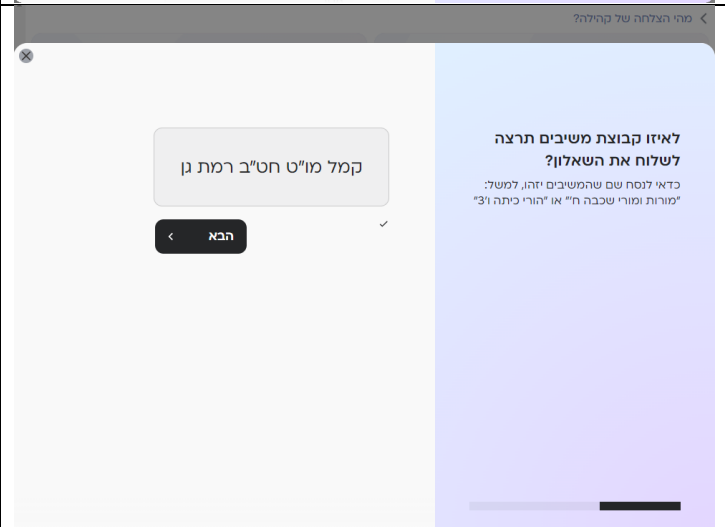 מהי הצלחה של קהילה?
לאיזו קבוצת משיבים תרצה
לשלוח את השאלון?
כדאי לנסח שם שהמשיבים יזהו, למשל:
"מורות ומורי שכבה ח'" או "הורי כיתה ו'3"
קמל מו"ט חט"ב רמת גן
הבא